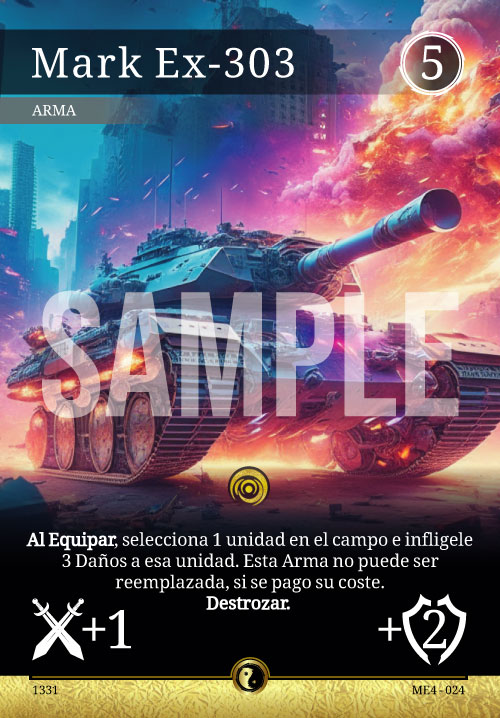 Mark Ex-303
5
ARMA
SAMPLE
Al Equipar, selecciona 1 unidad en el campo e infligele
3 Daños a esa unidad. Esta Arma no puede ser
reemplazada, si se pago su coste.
Destrozar.
+1
+2
1331
ME4-024